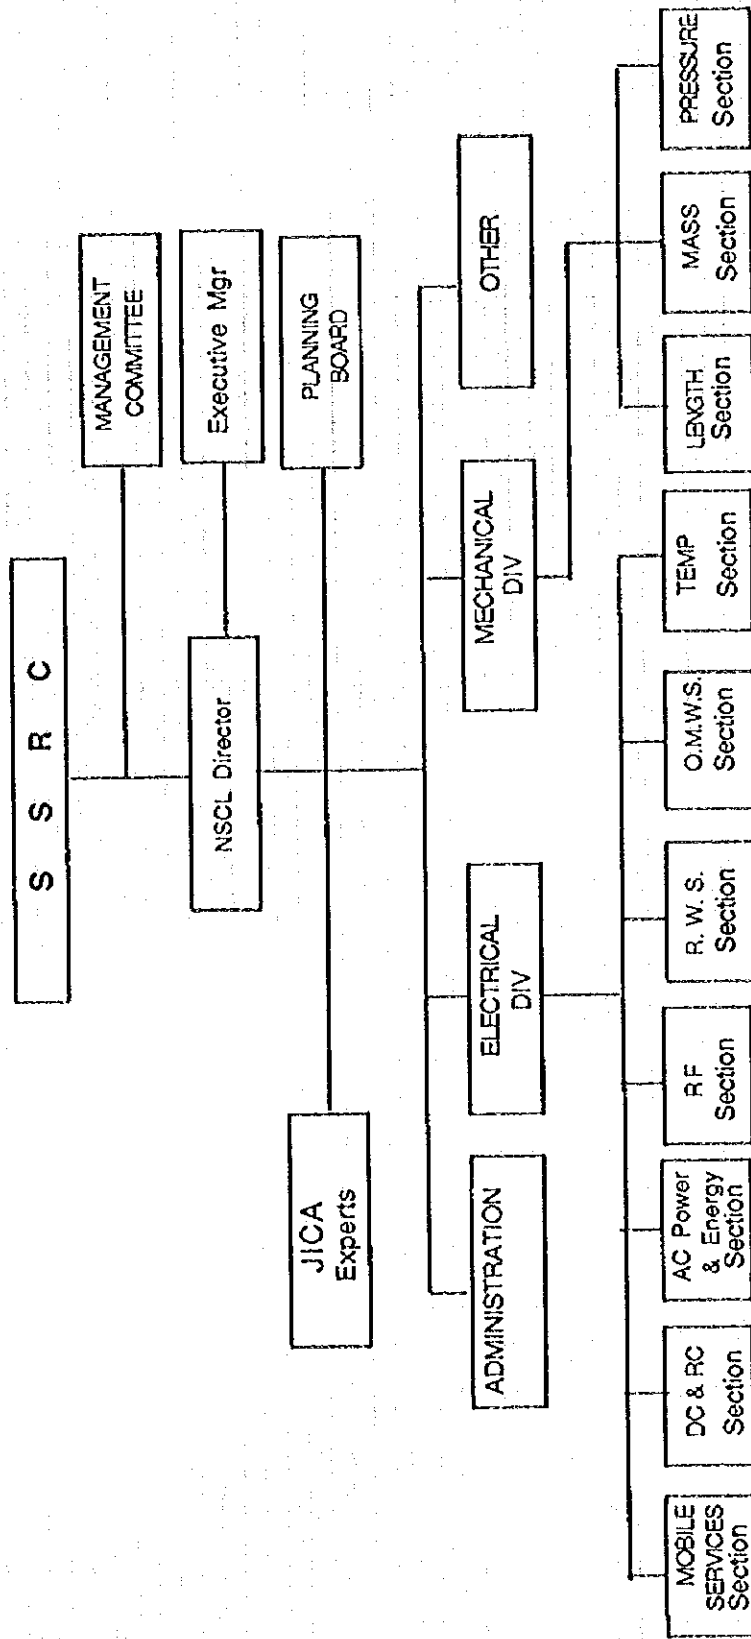 S S R C
MANAGEMENT
COMMITTEE
NSCL Director
Executive Mgr
JICA
Experts
PLANNING
BOARD
ADMINISTRATION
ELECTRICAL
DIV
MECHANICAL
DIV
OTHER
MOBILE
SERVICES
Section
DC & RC
Section
AC Power
& Energy
Section
RF
Section
R. W. S.
Section
O.M.W.S.
Section
TEMP
Section
LENGTH
Section
MASS
Section
PRESSURE
Section